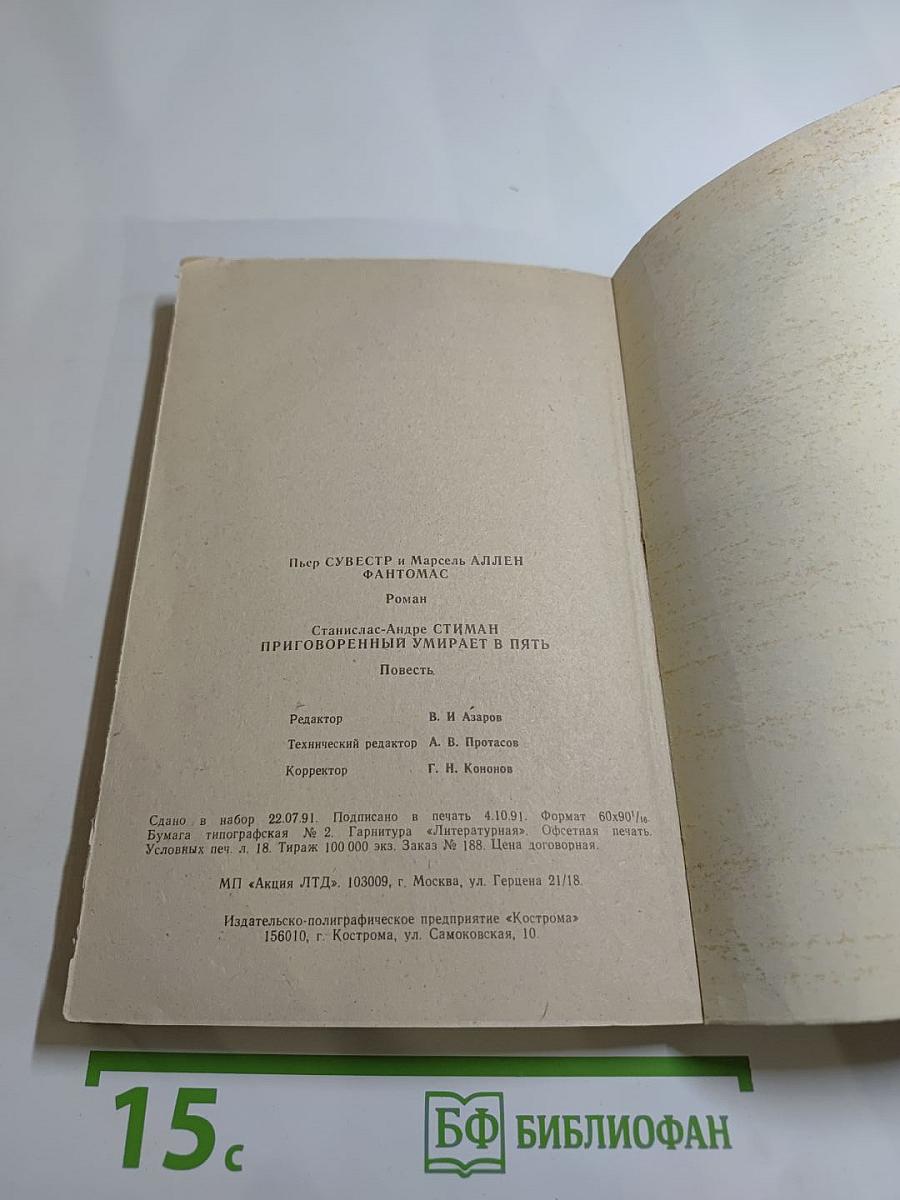 Пьер СУВЕСТР и Марсель АЛЛЕН
ФАНТОМАС
Роман
Станислас-Андре СТИМАН
ПРИГОВОРЕННЫЙ УМИРАЕТ В ПЯТЬ
Повесть
Редактор В. И Азаров
Технический редактор А. В. Протасов
Корректор Г. Н. Кононов
Сдано в набор 22.07.91. Подписано в печать 4.10.91. Формат 60х90¹/₁₆.
Бумага типографская № 2. Гарнитура «Литературная». Офсетная печать.
Условных печ. л. 18. Тираж 100 000 экз. Заказ № 188. Цена договорная.
МП «Акция ЛТД». 103009, г. Москва, ул. Герцена 21/18.
Издательско-полиграфическое предприятие «Кострома»
156010, г. Кострома, ул. Самоковская, 10.
15 с
БФ БИБЛИОФАН